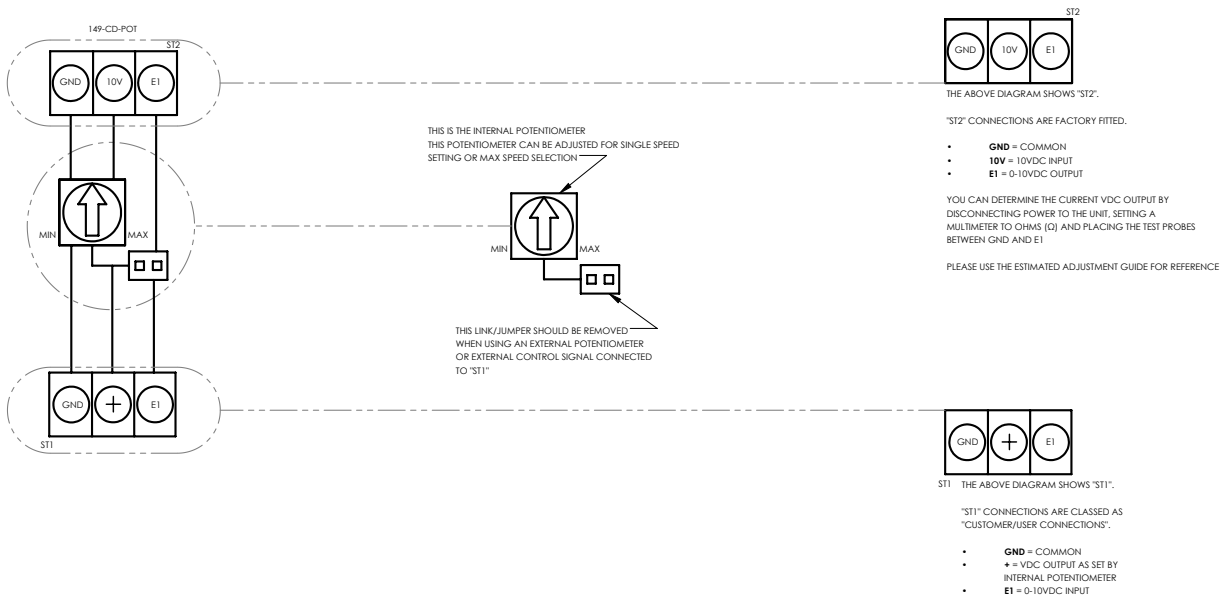 149-CD-POT
ST2
GND 10V E1
MIN MAX
GND + E1
ST1
THIS IS THE INTERNAL POTENTIOMETER
THIS POTENTIOMETER CAN BE ADJUSTED FOR SINGLE SPEED
SETTING OR MAX SPEED SELECTION
MIN MAX
THIS LINK/JUMPER SHOULD BE REMOVED
WHEN USING AN EXTERNAL POTENTIOMETER
OR EXTERNAL CONTROL SIGNAL CONNECTED
TO "ST1"
ST2
GND 10V E1
THE ABOVE DIAGRAM SHOWS "ST2".
"ST2" CONNECTIONS ARE FACTORY FITTED.
• GND = COMMON
• 10V = 10VDC INPUT
• E1 = 0-10VDC OUTPUT
YOU CAN DETERMINE THE CURRENT VDC OUTPUT BY
DISCONNECTING POWER TO THE UNIT, SETTING A
MULTIMETER TO OHMS (Ω) AND PLACING THE TEST PROBES
BETWEEN GND AND E1
PLEASE USE THE ESTIMATED ADJUSTMENT GUIDE FOR REFERENCE
GND + E1
ST1
THE ABOVE DIAGRAM SHOWS "ST1".
"ST1" CONNECTIONS ARE CLASSED AS
"CUSTOMER/USER CONNECTIONS".
• GND = COMMON
• + = VDC OUTPUT AS SET BY
INTERNAL POTENTIOMETER
• E1 = 0-10VDC INPUT